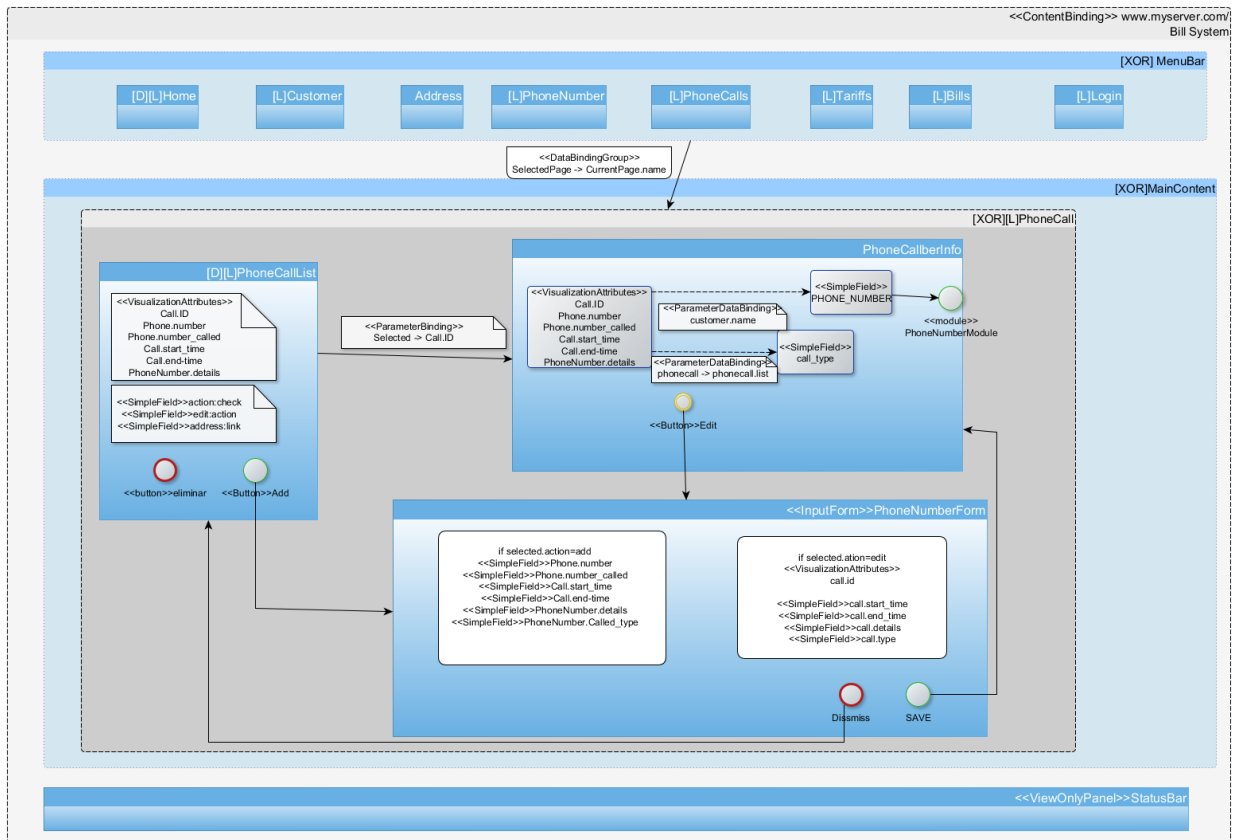 <<ContentBinding>> www.myserver.com/
Bill System
[XOR] MenuBar
[D][L]Home
[L]Customer
Address
[L]PhoneNumber
[L]PhoneCalls
[L]Tariffs
[L]Bills
[L]Login
<<DataBindingGroup>>
SelectedPage -> CurrentPage.name
[XOR]MainContent
[XOR][L]PhoneCall
[D][L]PhoneCallList
<<VisualizationAttributes>>
Call.ID
Phone.number
Phone.number_called
Call.start_time
Call.end-time
PhoneNumber.details
<<SimpleField>>action:check
<<SimpleField>>edit:action
<<SimpleField>>address:link
<<button>>eliminar
<<Button>>Add
<<ParameterBinding>>
Selected -> Call.ID
PhoneCallberInfo
<<VisualizationAttributes>>
Call.ID
Phone.number
Phone.number_called
Call.start_time
Call.end-time
PhoneNumber.details
<<ParameterDataBinding>>
customer.name
<<SimpleField>>
PHONE_NUMBER
<<module>>
PhoneNumberModule
<<SimpleField>>
call_type
<<ParameterDataBinding>>
phonecall -> phonecall.list
<<Button>>Edit
<<InputForm>>PhoneNumberForm
if selected.action=add
<<SimpleField>>Phone.number
<<SimpleField>>Phone.number_called
<<SimpleField>>Call.start_time
<<SimpleField>>Call.end-time
<<SimpleField>>PhoneNumber.details
<<SimpleField>>PhoneNumber.Called_type
if selected.ation=edit
<<VisualizationAttributes>>
call.id
<<SimpleField>>call.start_time
<<SimpleField>>call.end_time
<<SimpleField>>call.details
<<SimpleField>>call.type
Dissmiss
SAVE
<<ViewOnlyPanel>>StatusBar